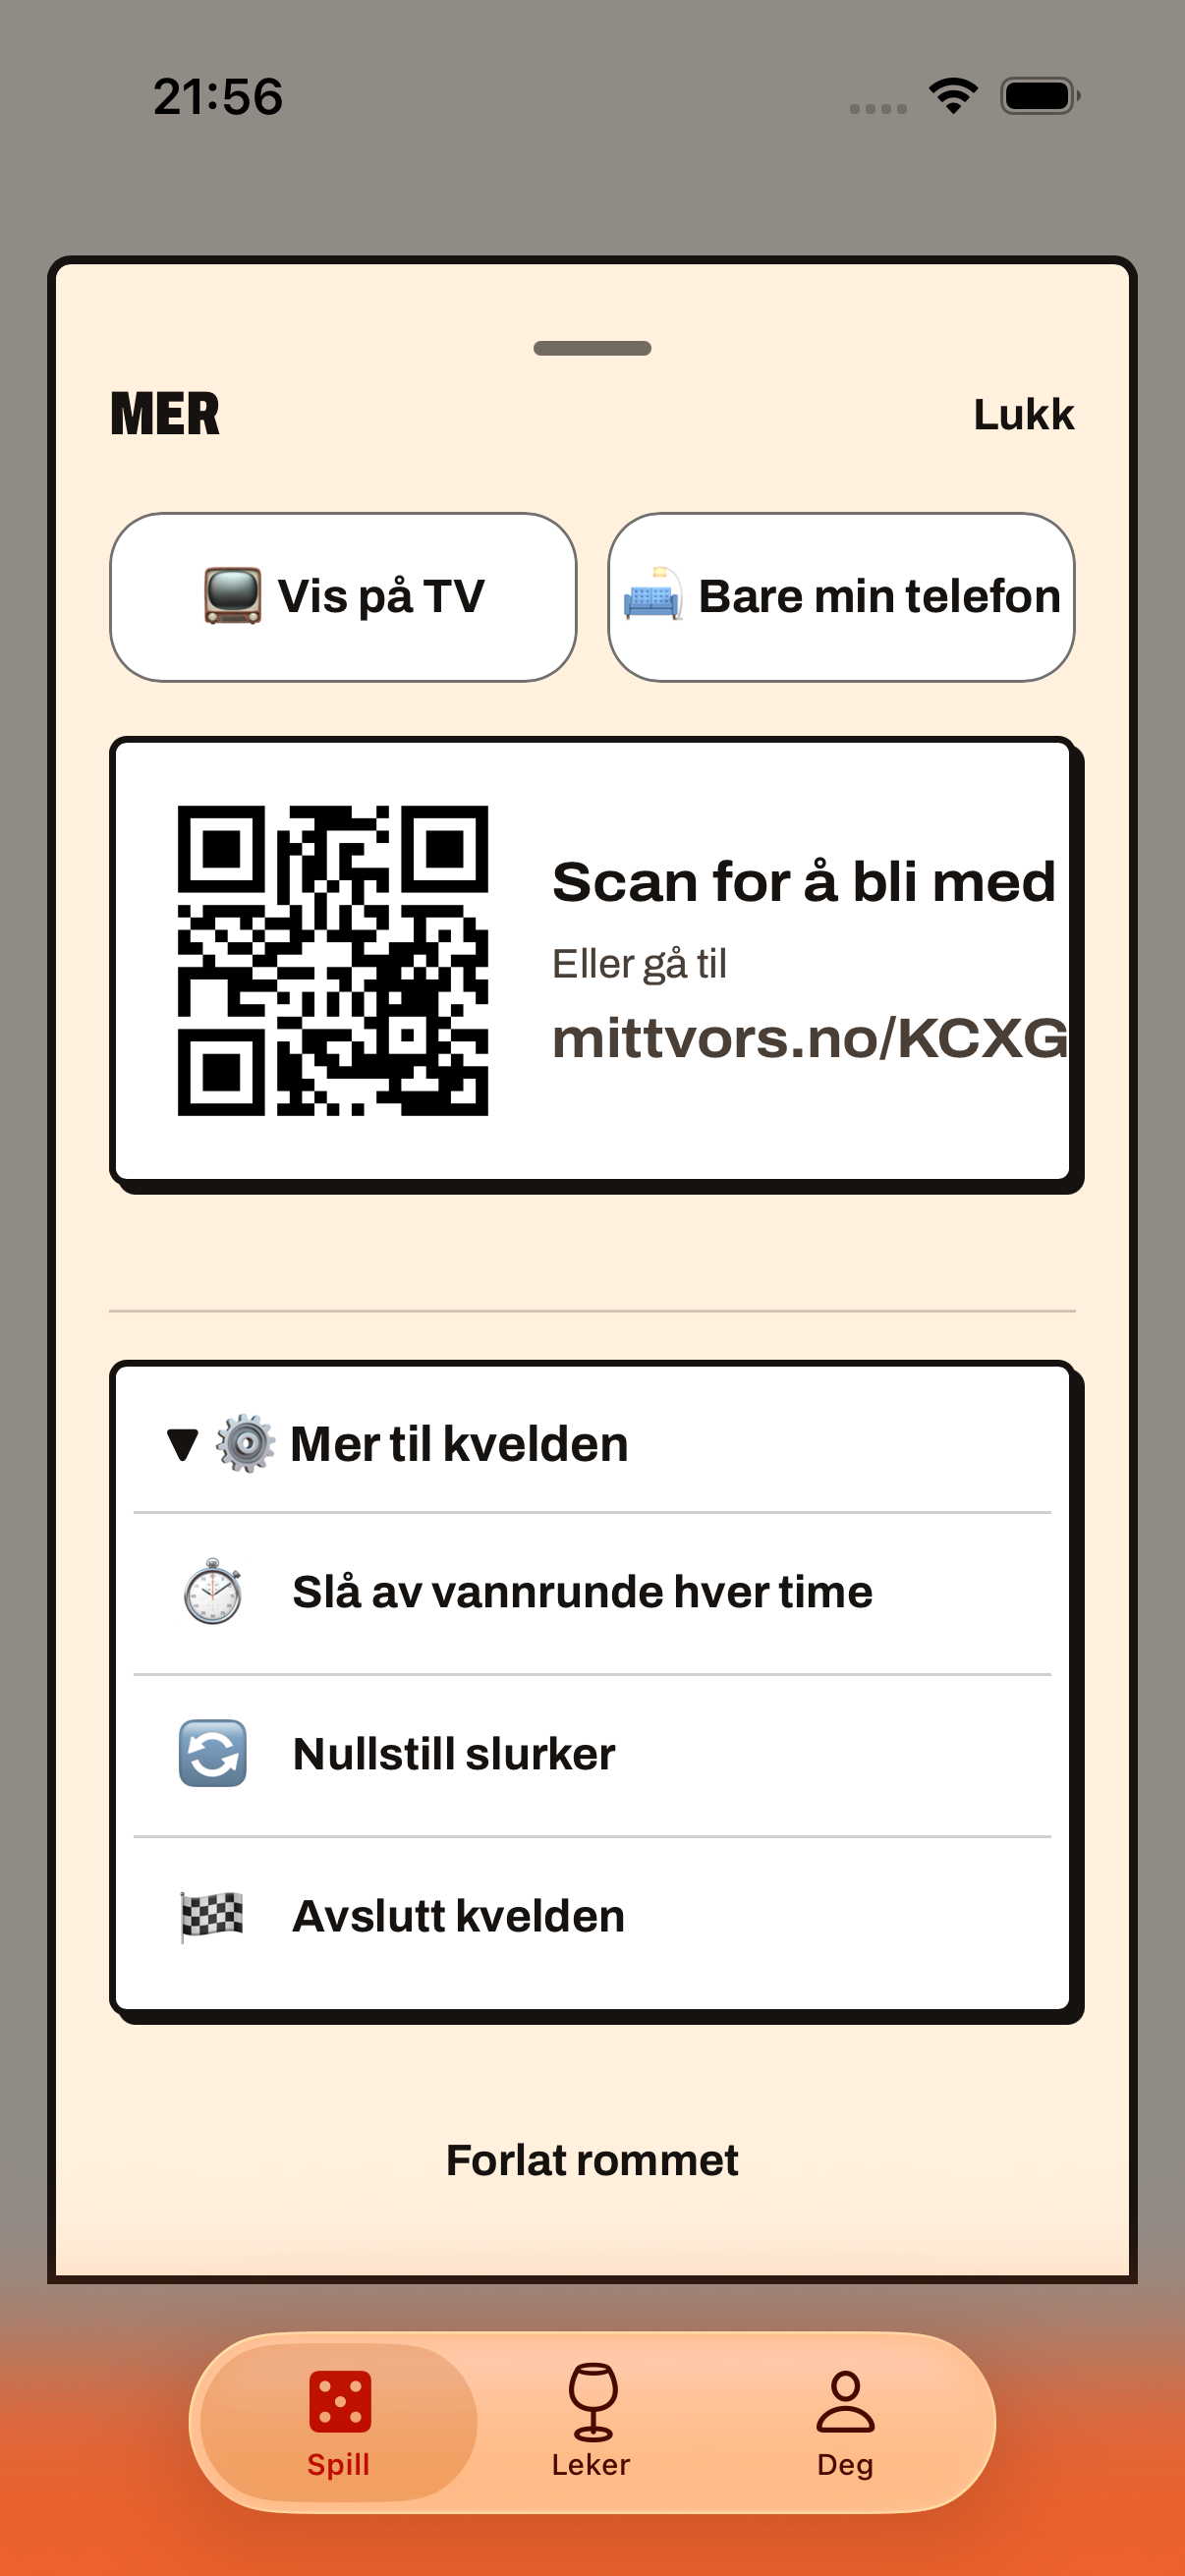 21:56
MER
Lukk
Vis på TV
Bare min telefon
Scan for å bli med
Eller gå til
mittvors.no/KCXG
Mer til kvelden
Slå av vannrunde hver time
Nullstill slurker
Avslutt kvelden
Forlat rommet
Spill
Leker
Deg